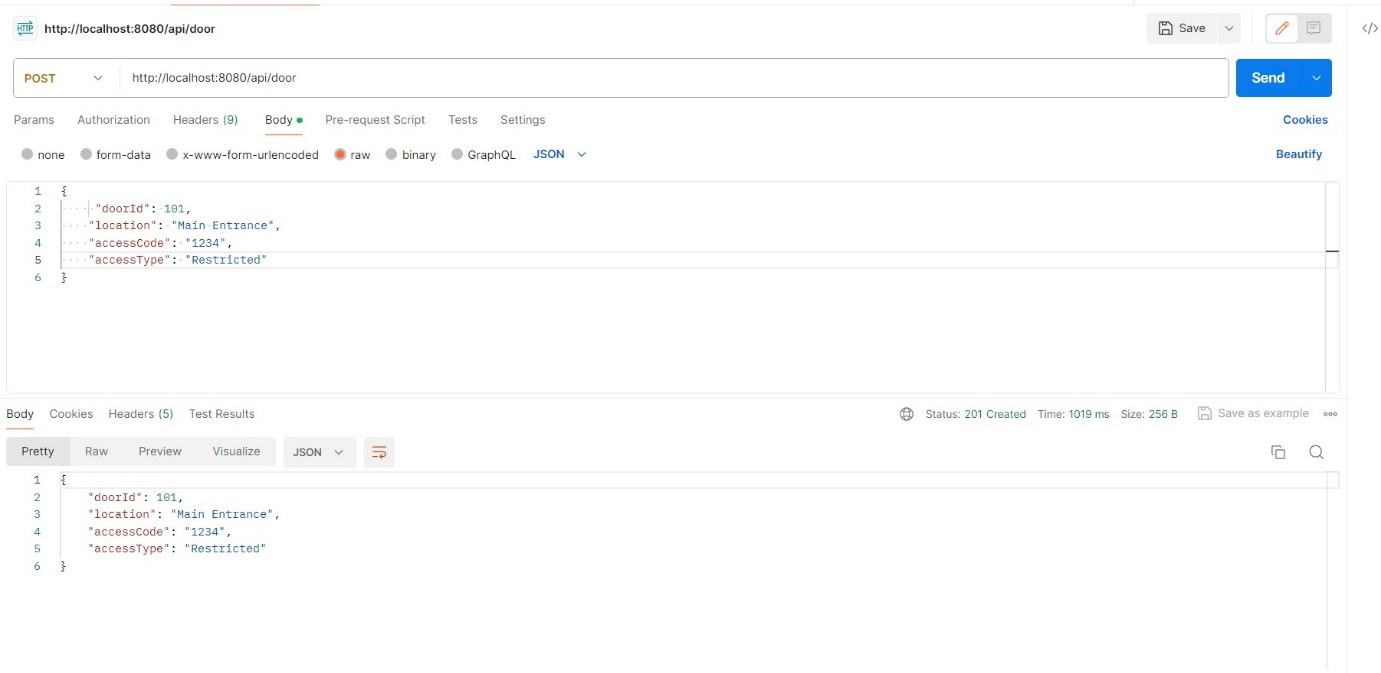 HTTP http://localhost:8080/api/door
Save
POST http://localhost:8080/api/door Send
Params Authorization Headers (9) Body Pre-request Script Tests Settings Cookies
none form-data x-www-form-urlencoded raw binary GraphQL JSON Beautify
1 {
2 "doorId": 101,
3 "location": "Main Entrance",
4 "accessCode": "1234",
5 "accessType": "Restricted"
6 }
Body Cookies Headers (5) Test Results Status: 201 Created Time: 1019 ms Size: 256 B Save as example
Pretty Raw Preview Visualize JSON
1 {
2 "doorId": 101,
3 "location": "Main Entrance",
4 "accessCode": "1234",
5 "accessType": "Restricted"
6 }